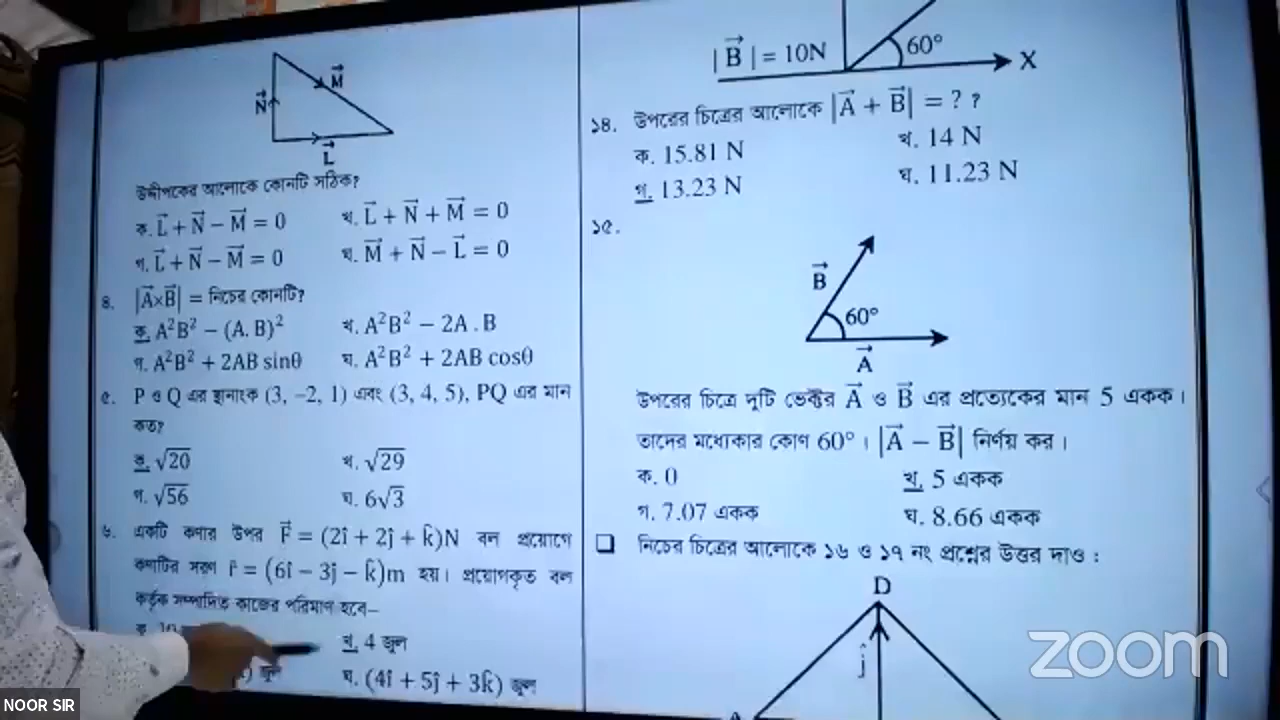 M
N
L
উদ্দীপকের আলোকে কোনটি সঠিক?
ক. L⃗ + N⃗ − M⃗ = 0 খ. L⃗ + N⃗ + M⃗ = 0
গ. L⃗ + N⃗ − M⃗ = 0 ঘ. M⃗ + N⃗ − L⃗ = 0
৪. |A⃗×B⃗| = নিচের কোনটি?
ক. A²B² − (A.B)² খ. A²B² − 2A . B
গ. A²B² + 2AB sinθ ঘ. A²B² + 2AB cosθ
৫. P ও Q এর স্থানাংক (3, −2, 1) এবং (3, 4, 5), PQ এর মান
কত?
ক. √20 খ. √29
গ. √56 ঘ. 6√3
৬. একটি কণার উপর F⃗ = (2î + 2ĵ + k̂)N বল প্রয়োগে
কণাটির সরণ r⃗ = (6î − 3ĵ − k̂)m হয়। প্রয়োগকৃত বল
কর্তৃক সম্পাদিত কাজের পরিমাণ হবে–
ক. 10
খ. 4 জুল
জুল ঘ. (4î + 5ĵ + 3k̂) জুল
|B⃗| = 10N 60° X
১৪. উপরের চিত্রের আলোকে |A⃗ + B⃗| = ? ?
ক. 15.81 N খ. 14 N
গ. 13.23 N ঘ. 11.23 N
১৫.
B⃗
60°
A⃗
উপরের চিত্রে দুটি ভেক্টর A⃗ ও B⃗ এর প্রত্যেকের মান 5 একক।
তাদের মধ্যেকার কোণ 60°। |A⃗ − B⃗| নির্ণয় কর।
ক. 0 খ. 5 একক
গ. 7.07 একক ঘ. 8.66 একক
❑ নিচের চিত্রের আলোকে ১৬ ও ১৭ নং প্রশ্নের উত্তর দাও :
D
ĵ
A
zoom
NOOR SIR